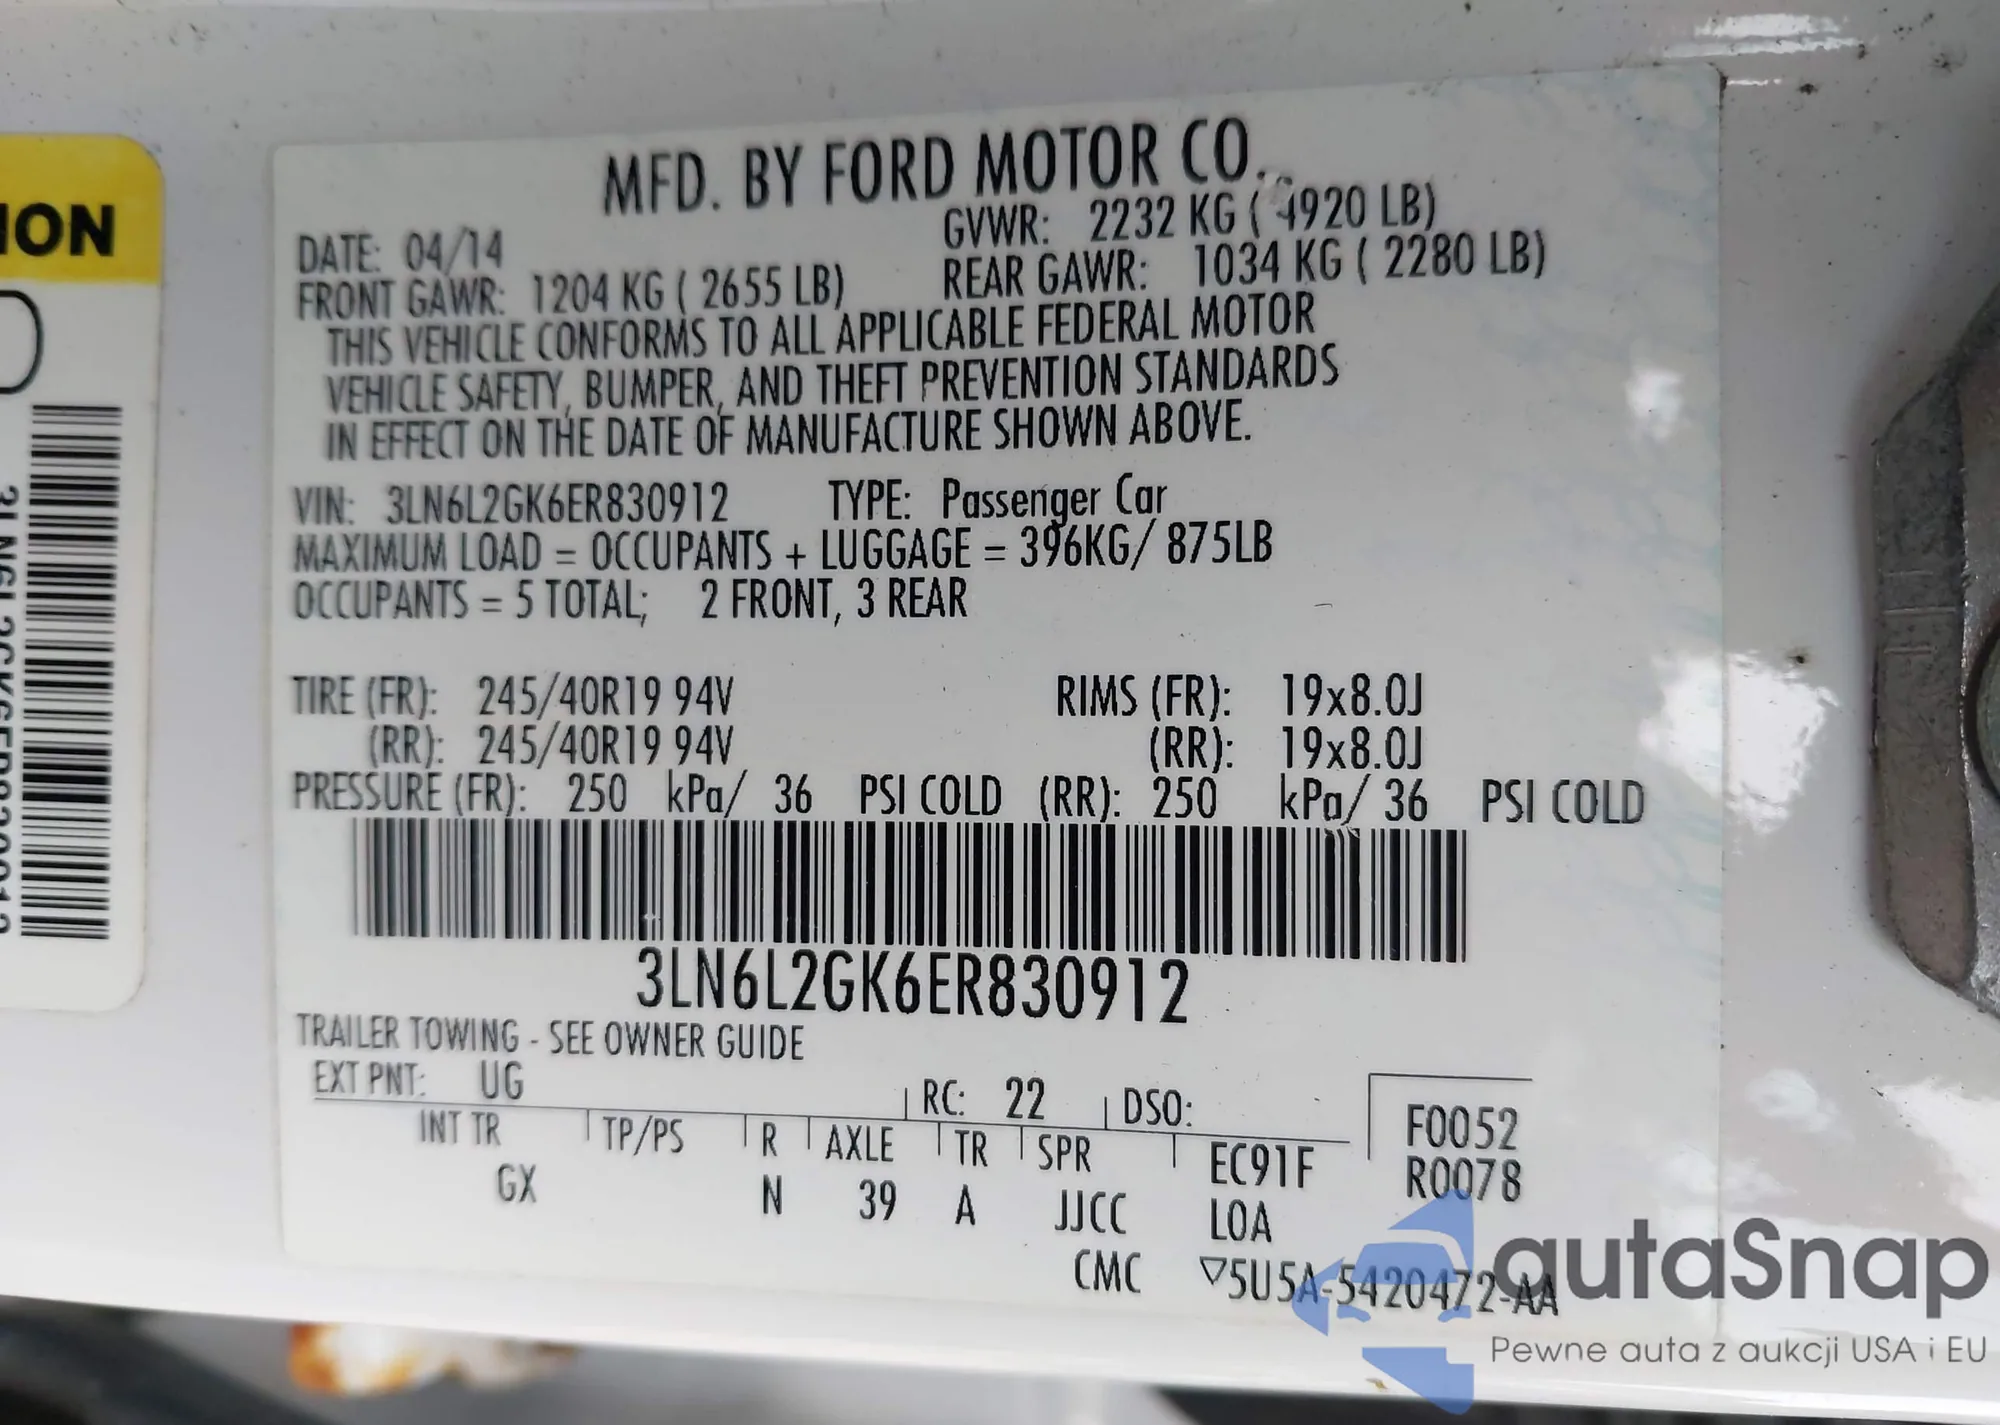 ION
3LN6L2GK6ER830912
MFD. BY FORD MOTOR CO.
DATE: 04/14
GVWR: 2232 KG ( 4920 LB)
FRONT GAWR: 1204 KG ( 2655 LB)
REAR GAWR: 1034 KG ( 2280 LB)
THIS VEHICLE CONFORMS TO ALL APPLICABLE FEDERAL MOTOR
VEHICLE SAFETY, BUMPER, AND THEFT PREVENTION STANDARDS
IN EFFECT ON THE DATE OF MANUFACTURE SHOWN ABOVE.
VIN: 3LN6L2GK6ER830912 TYPE: Passenger Car
MAXIMUM LOAD = OCCUPANTS + LUGGAGE = 396KG/ 875LB
OCCUPANTS = 5 TOTAL; 2 FRONT, 3 REAR
TIRE (FR): 245/40R19 94V RIMS (FR): 19x8.0J
(RR): 245/40R19 94V (RR): 19x8.0J
PRESSURE (FR): 250 kPa/ 36 PSI COLD (RR): 250 kPa/ 36 PSI COLD
3LN6L2GK6ER830912
TRAILER TOWING - SEE OWNER GUIDE
EXT PNT: UG RC: 22 DSO:
INT TR TP/PS R AXLE TR SPR EC91F
GX N 39 A JJCC LOA
CMC ▽5U5A-5420472-AA
F0052
R0078
autaSnap
Pewne auta z aukcji USA i EU